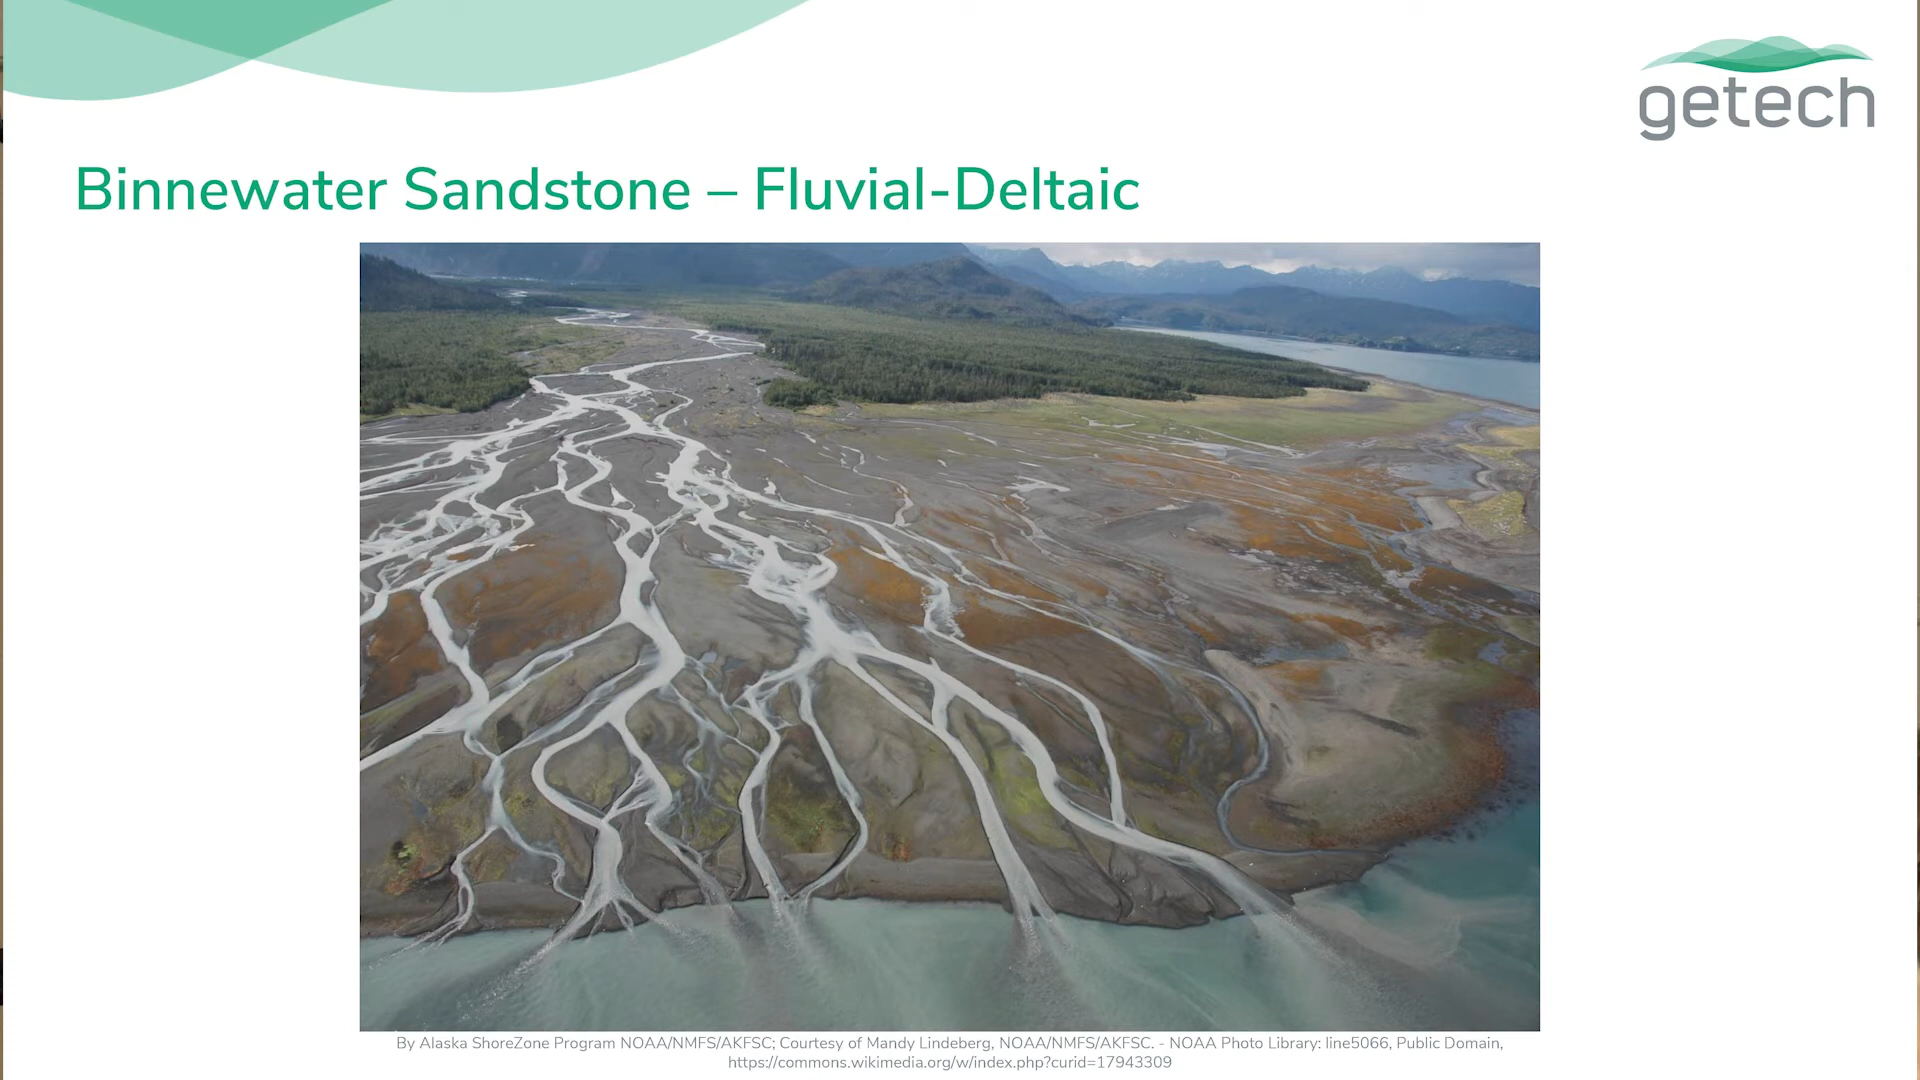 getech
Binnewater Sandstone – Fluvial-Deltaic
By Alaska ShoreZone Program NOAA/NMFS/AKFSC; Courtesy of Mandy Lindeberg, NOAA/NMFS/AKFSC. - NOAA Photo Library: line5066, Public Domain,
https://commons.wikimedia.org/w/index.php?curid=17943309